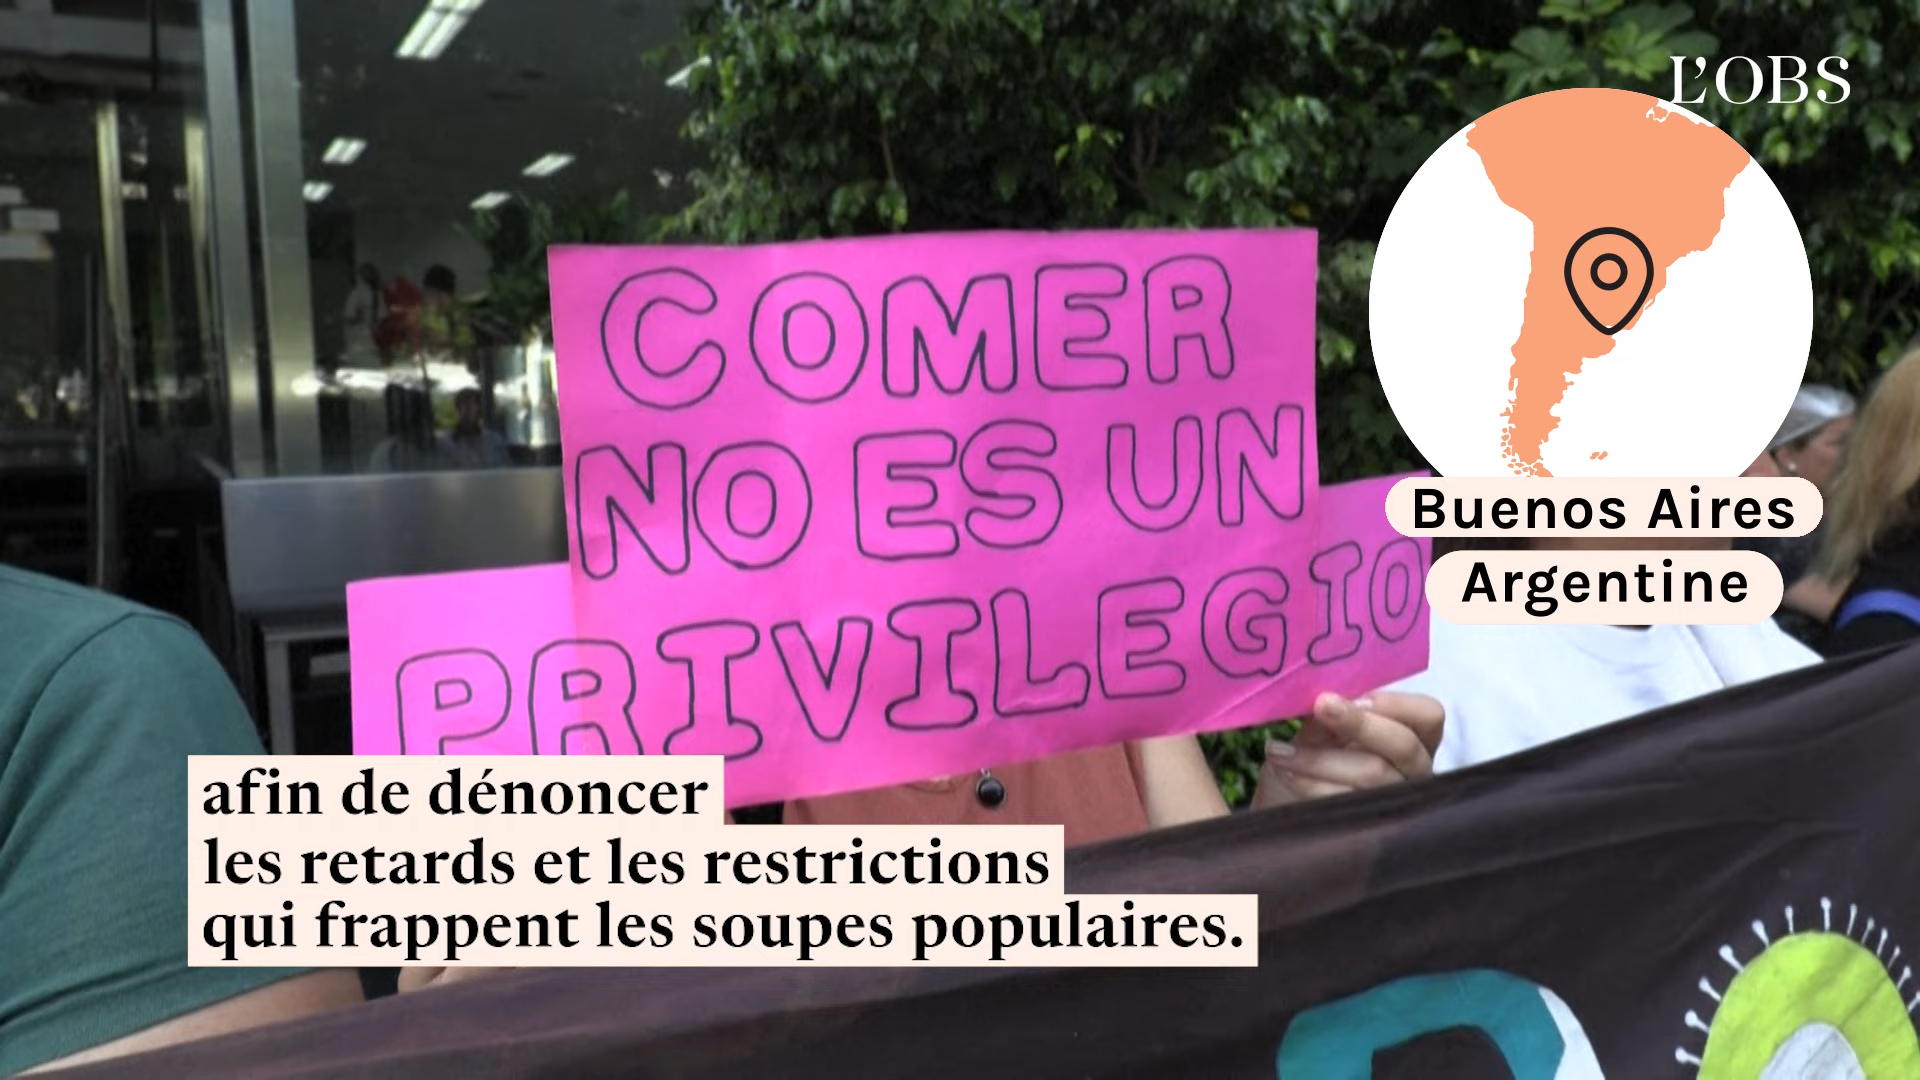 L'OBS
COMER
NO ES UN
PRIVILEGIO
Buenos Aires
Argentine
afin de dénoncer
les retards et les restrictions
qui frappent les soupes populaires.